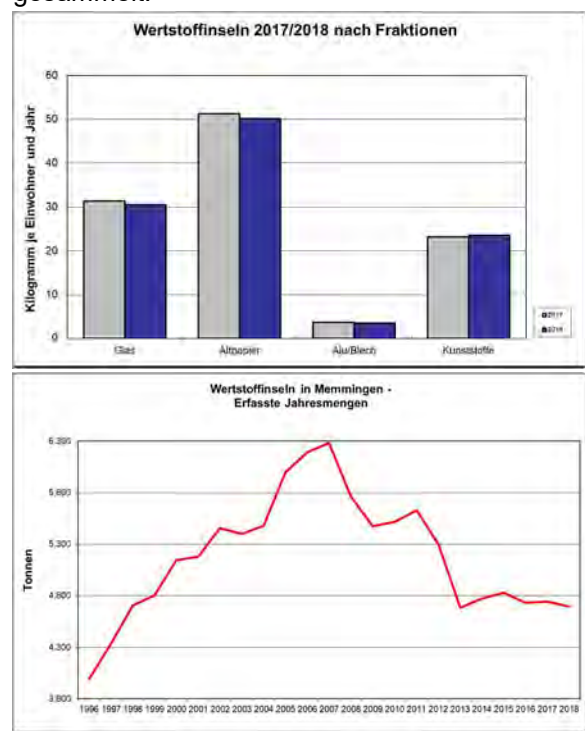 gesammelt.
Wertstoffinseln 2017/2018 nach Fraktionen
Kilogramm je Einwohner und Jahr
60
50
40
30
20
10
0
Glas Altpapier Alu/Blech Kunststoffe
2017
2018
Wertstoffinseln in Memmingen -
Erfasste Jahresmengen
Tonnen
6.300
5.800
5.300
4.800
4.300
3.800
1996 1997 1998 1999 2000 2001 2002 2003 2004 2005 2006 2007 2008 2009 2010 2011 2012 2013 2014 2015 2016 2017 2018